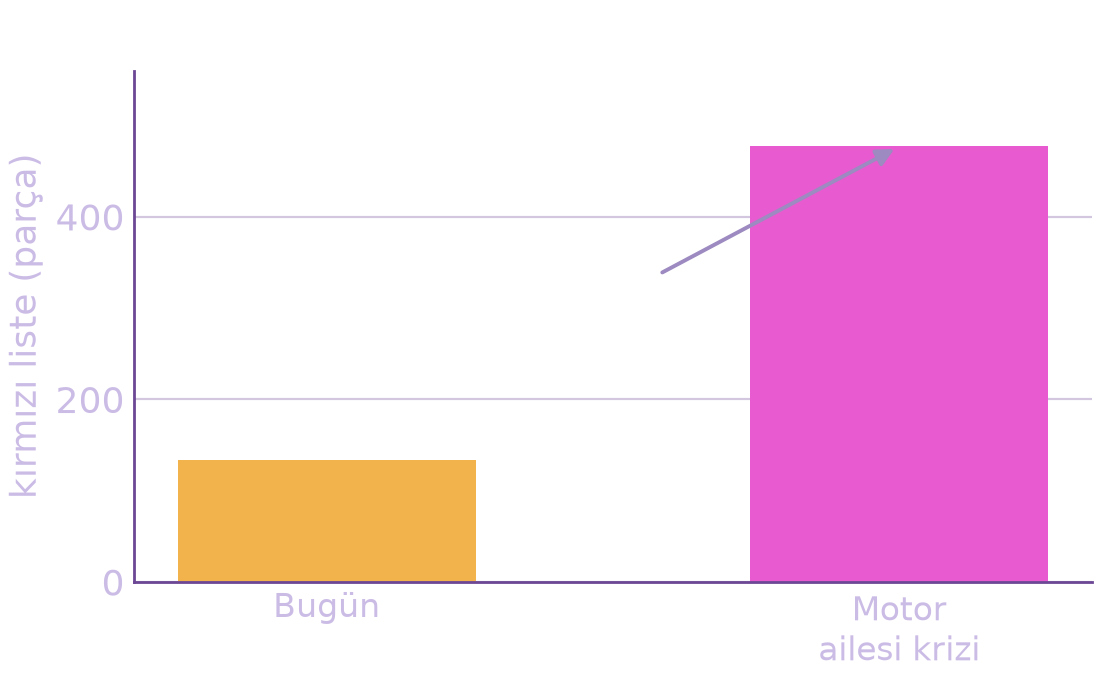 kırmızı liste (parça)
400
200
0
Bugün
Motor
ailesi krizi